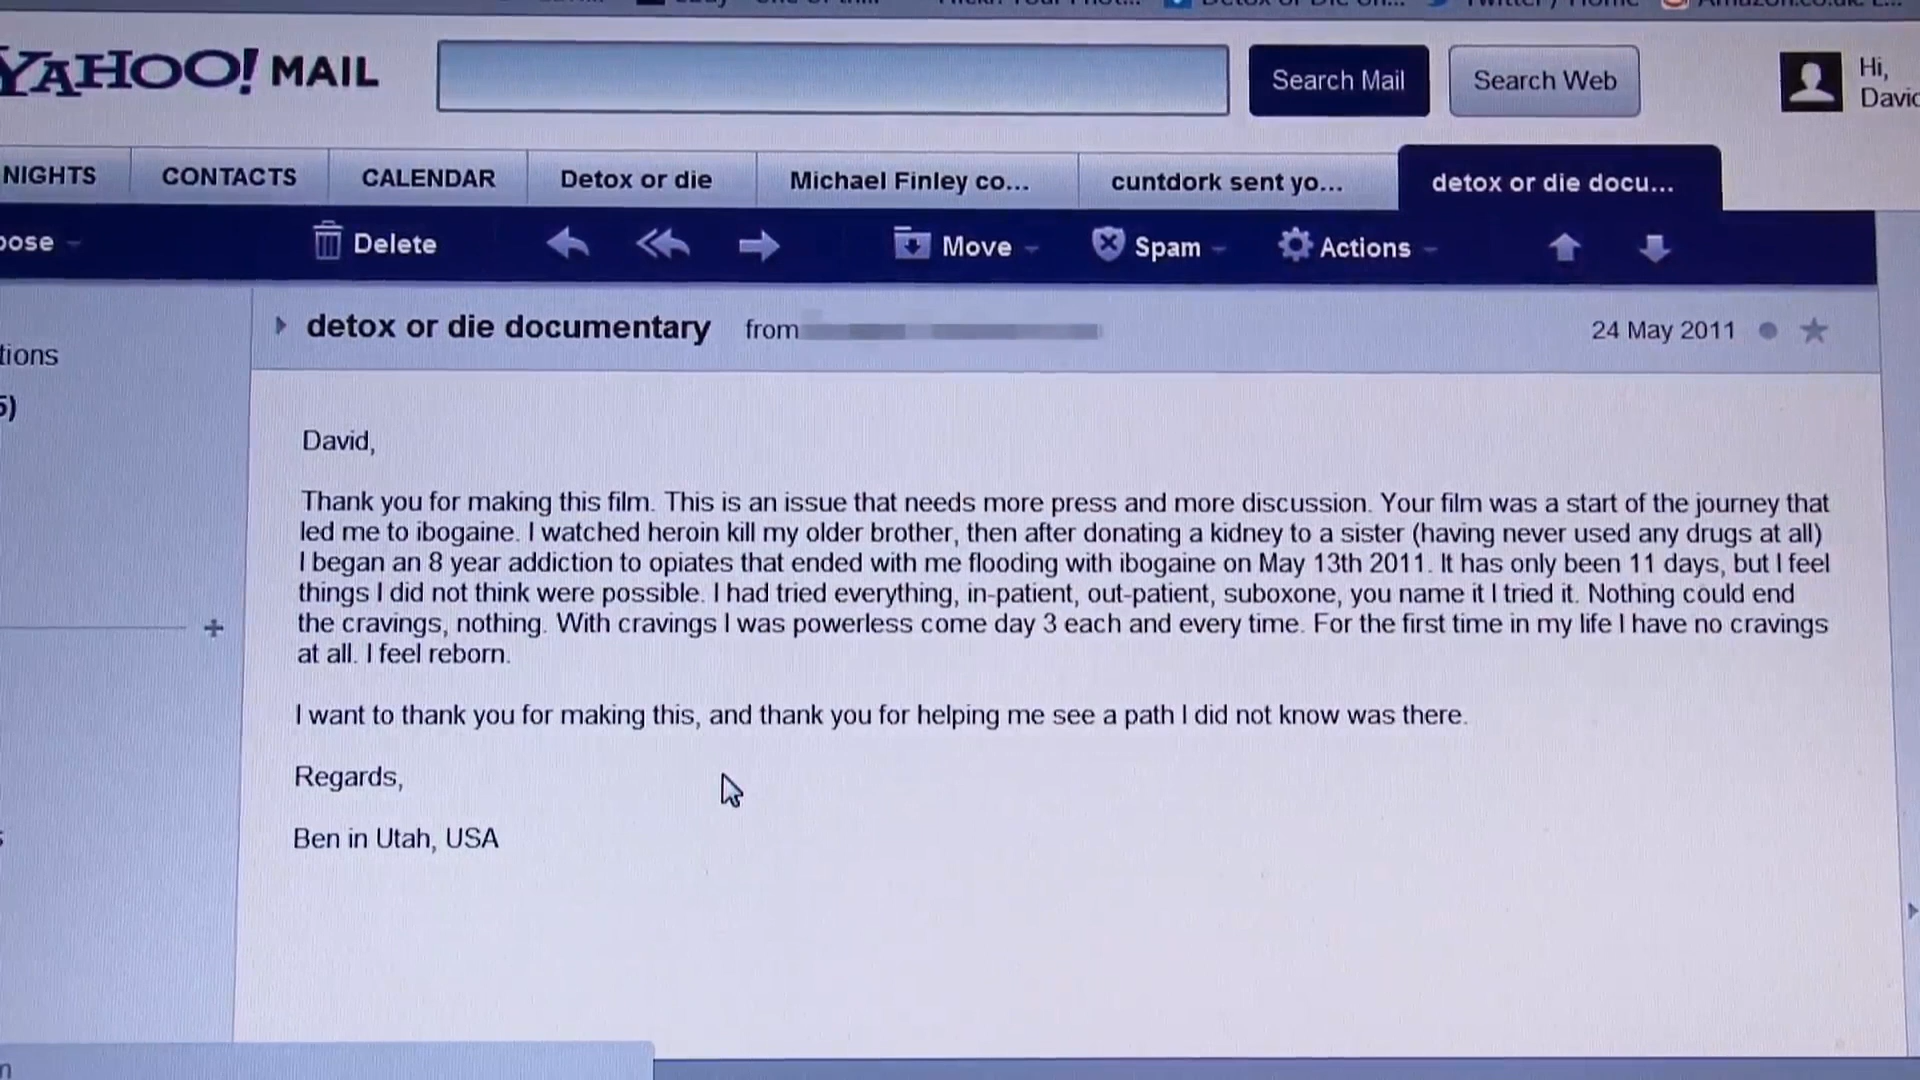 YAHOO! MAIL
Search Mail
Search Web
Hi,
David
NIGHTS
CONTACTS
CALENDAR
Detox or die
Michael Finley co...
cuntdork sent yo...
detox or die docu...
Delete
Move
Spam
Actions
detox or die documentary from
24 May 2011
David,
Thank you for making this film. This is an issue that needs more press and more discussion. Your film was a start of the journey that
led me to ibogaine. I watched heroin kill my older brother, then after donating a kidney to a sister (having never used any drugs at all)
I began an 8 year addiction to opiates that ended with me flooding with ibogaine on May 13th 2011. It has only been 11 days, but I feel
things I did not think were possible. I had tried everything, in-patient, out-patient, suboxone, you name it I tried it. Nothing could end
the cravings, nothing. With cravings I was powerless come day 3 each and every time. For the first time in my life I have no cravings
at all. I feel reborn.
I want to thank you for making this, and thank you for helping me see a path I did not know was there.
Regards,
Ben in Utah, USA